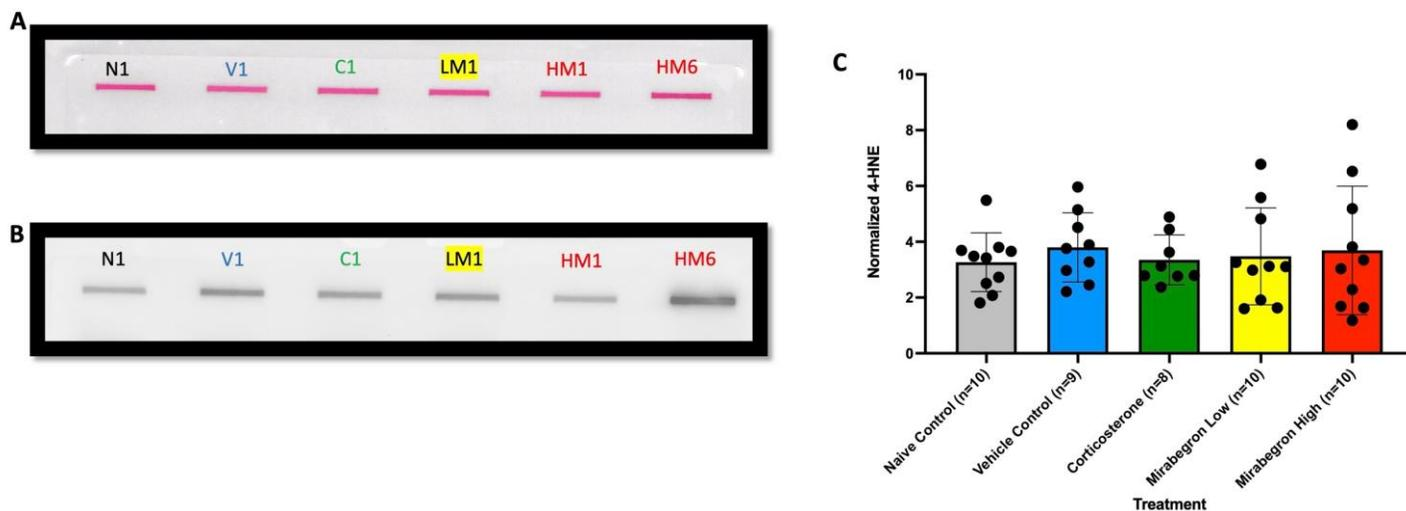 A
N1 V1 C1 LM1 HM1 HM6
B
N1 V1 C1 LM1 HM1 HM6
C
10
8
6
4
2
0
Normalized 4-HNE
Naive Control (n=10)
Vehicle Control (n=9)
Corticosterone (n=8)
Mirabegron Low (n=10)
Mirabegron High (n=10)
Treatment